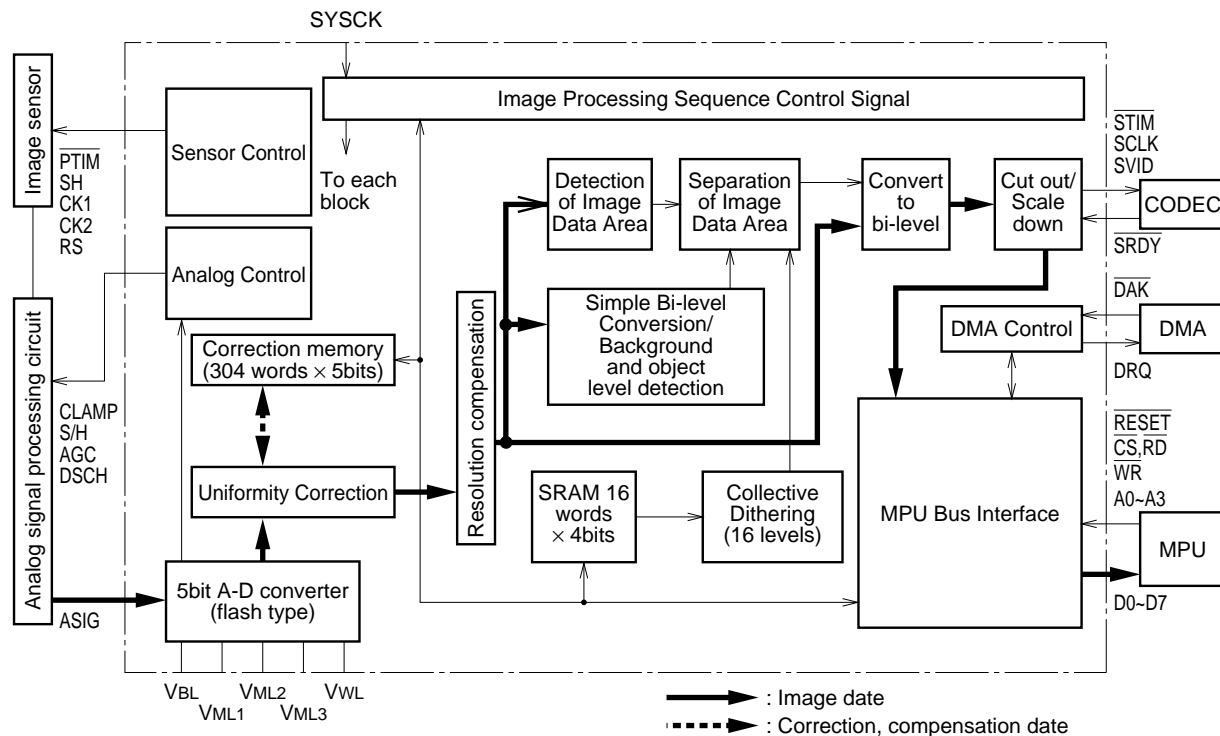 SYSCK
Image Processing Sequence Control Signal
Image sensor
Sensor Control
PTIM
SH
CK1
CK2
RS
To each
block
Detection
of Image
Data Area
Separation
of Image
Data Area
Convert
to
bi-level
Cut out/
Scale
down
STIM
SCLK
SVID
CODEC
SRDY
Analog Control
Analog signal processing circuit
CLAMP
S/H
AGC
DSCH
ASIG
Correction memory
(304 words × 5bits)
Uniformity Correction
5bit A-D converter
(flash type)
Resolution compensation
Simple Bi-level
Conversion/
Background
and object
level detection
SRAM 16
words
× 4bits
Collective
Dithering
(16 levels)
DMA Control
DAK
DMA
DRQ
MPU Bus Interface
RESET
CS,RD
WR
A0~A3
MPU
D0~D7
VBL
VML1
VML2
VML3
VWL
: Image date
: Correction, compensation date